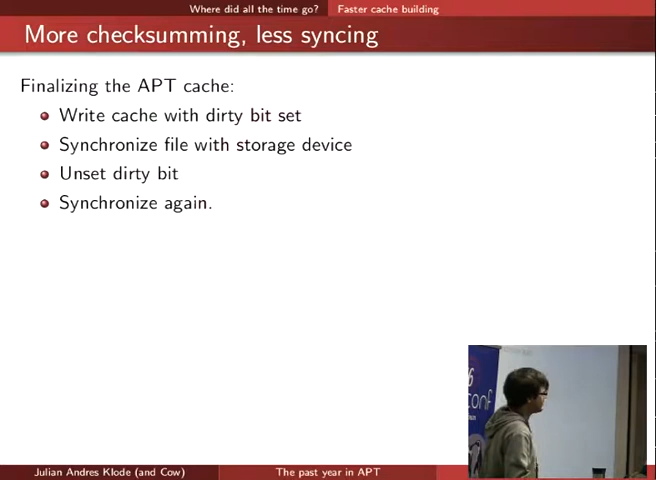 Where did all the time go? Faster cache building
More checksumming, less syncing
Finalizing the APT cache:
Write cache with dirty bit set
Synchronize file with storage device
Unset dirty bit
Synchronize again.
6
conf
Julian Andres Klode (and Cow) The past year in APT